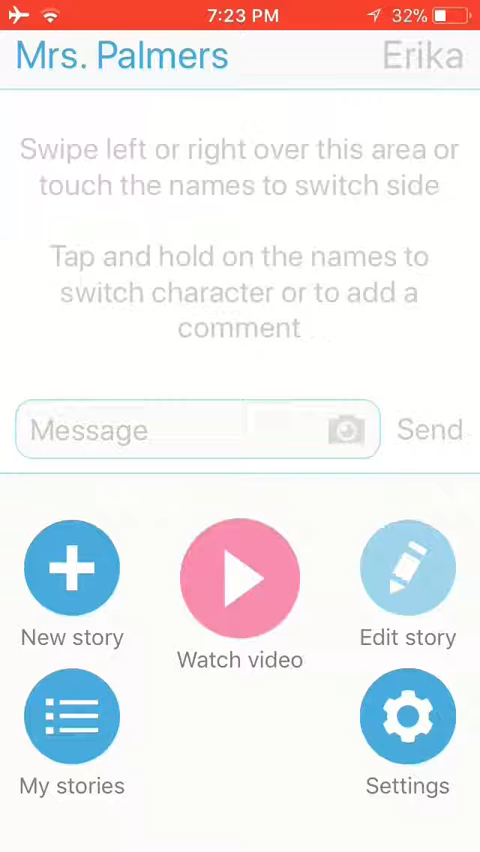 7:23 PM
32%
Mrs. Palmers
Erika
Swipe left or right over this area or
touch the names to switch side
Tap and hold on the names to
switch character or to add a
comment
Message
Send
New story
Watch video
Edit story
My stories
Settings